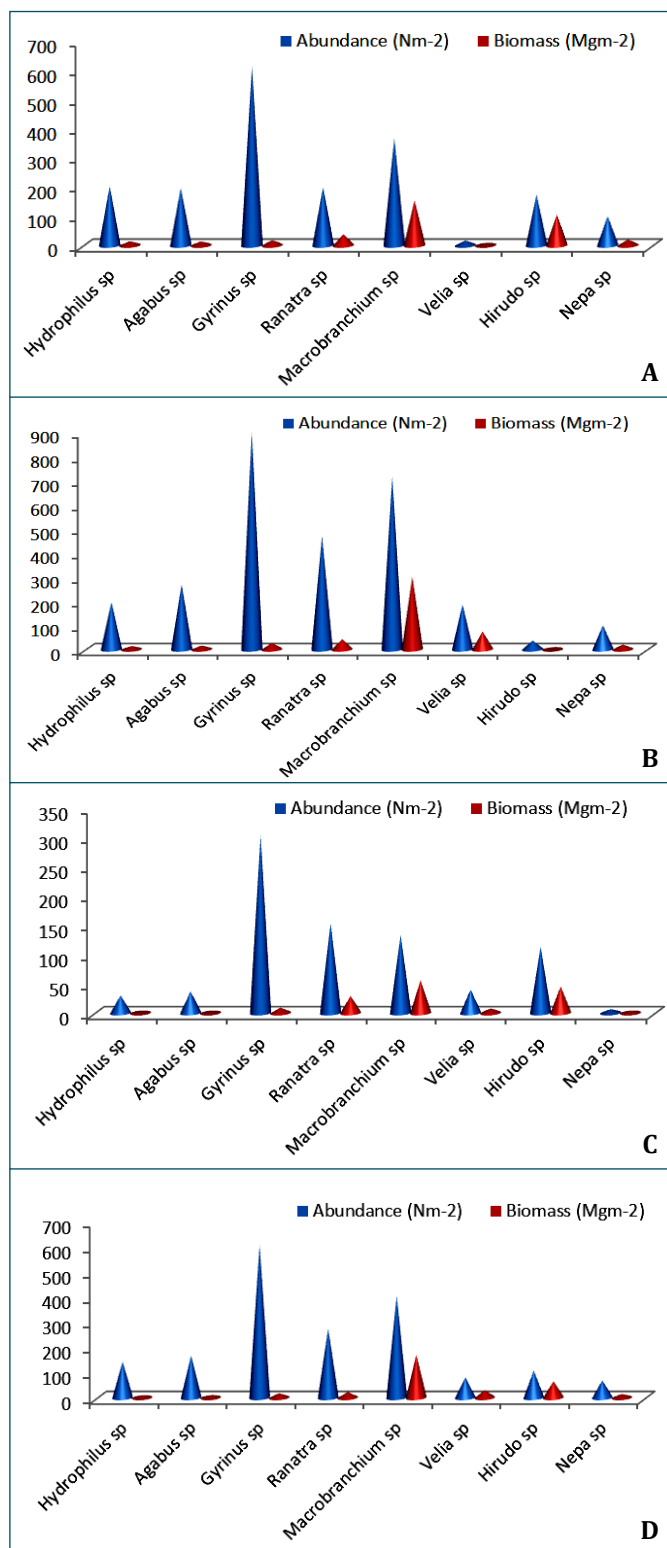 Abundance (Nm-2) Biomass (Mgm-2)
700
600
500
400
300
200
100
0
Hydrophilus sp
Agabus sp
Gyrinus sp
Ranatra sp
Macrobranchium sp
Velia sp
Hirudo sp
Nepa sp
A
Abundance (Nm-2) Biomass (Mgm-2)
900
800
700
600
500
400
300
200
100
0
Hydrophilus sp
Agabus sp
Gyrinus sp
Ranatra sp
Macrobranchium sp
Velia sp
Hirudo sp
Nepa sp
B
Abundance (Nm-2) Biomass (Mgm-2)
350
300
250
200
150
100
50
0
Hydrophilus sp
Agabus sp
Gyrinus sp
Ranatra sp
Macrobranchium sp
Velia sp
Hirudo sp
Nepa sp
C
Abundance (Nm-2) Biomass (Mgm-2)
700
600
500
400
300
200
100
0
Hydrophilus sp
Agabus sp
Gyrinus sp
Ranatra sp
Macrobranchium sp
Velia sp
Hirudo sp
Nepa sp
D